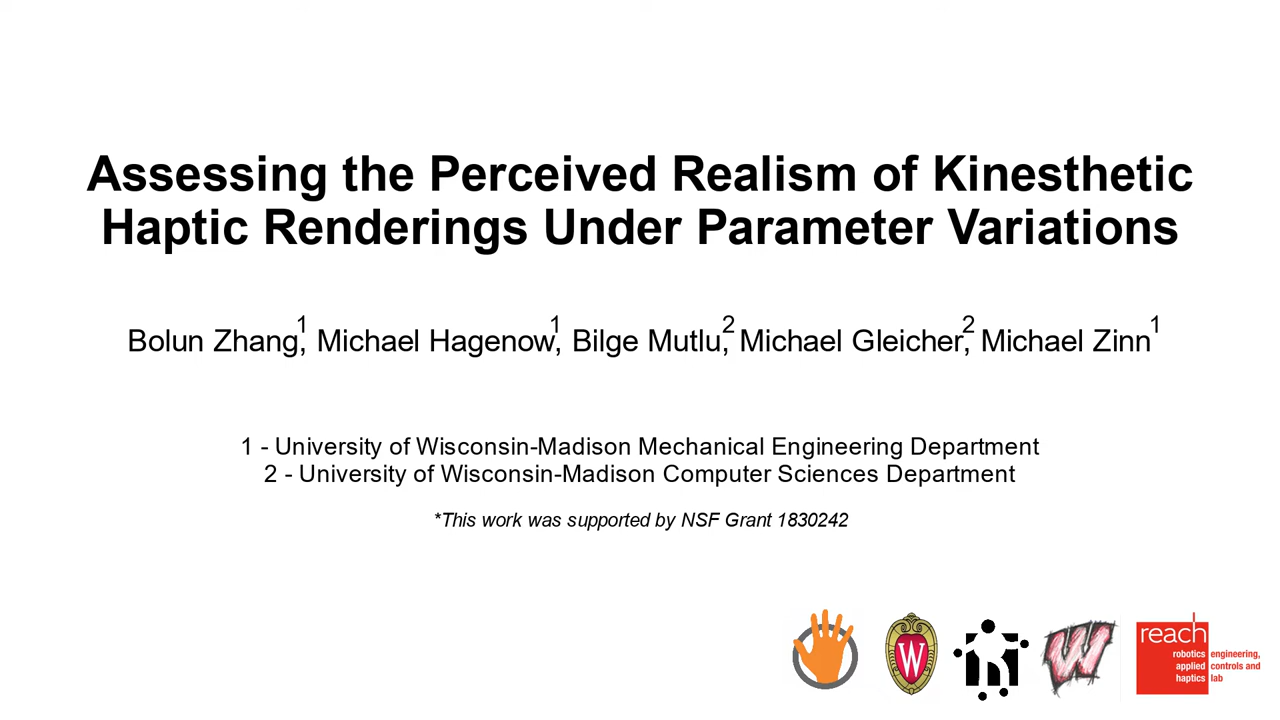 Assessing the Perceived Realism of Kinesthetic
Haptic Renderings Under Parameter Variations
Bolun Zhang,1 Michael Hagenow,1 Bilge Mutlu,2 Michael Gleicher,2 Michael Zinn1
1 - University of Wisconsin-Madison Mechanical Engineering Department
2 - University of Wisconsin-Madison Computer Sciences Department
*This work was supported by NSF Grant 1830242
W
W
reach
robotics engineering,
applied controls and
haptics lab